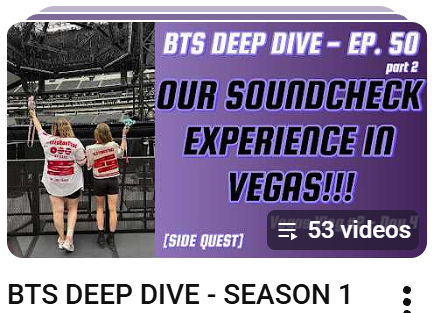 BTS DEEP DIVE - EP. 50
part 2
OUR SOUNDCHECK
EXPERIENCE IN
VEGAS!!!
[SIDE QUEST]
53 videos
BTS DEEP DIVE - SEASON 1